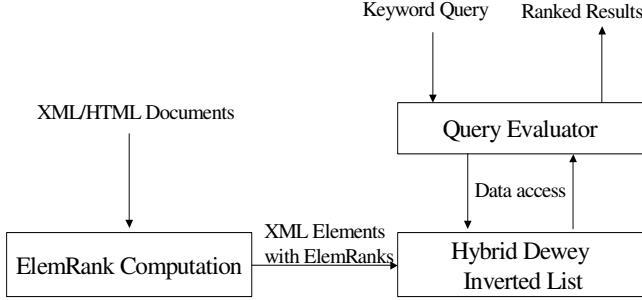 Keyword Query
Ranked Results
XML/HTML Documents
Query Evaluator
Data access
XML Elements
with ElemRanks
ElemRank Computation
Hybrid Dewey
Inverted List